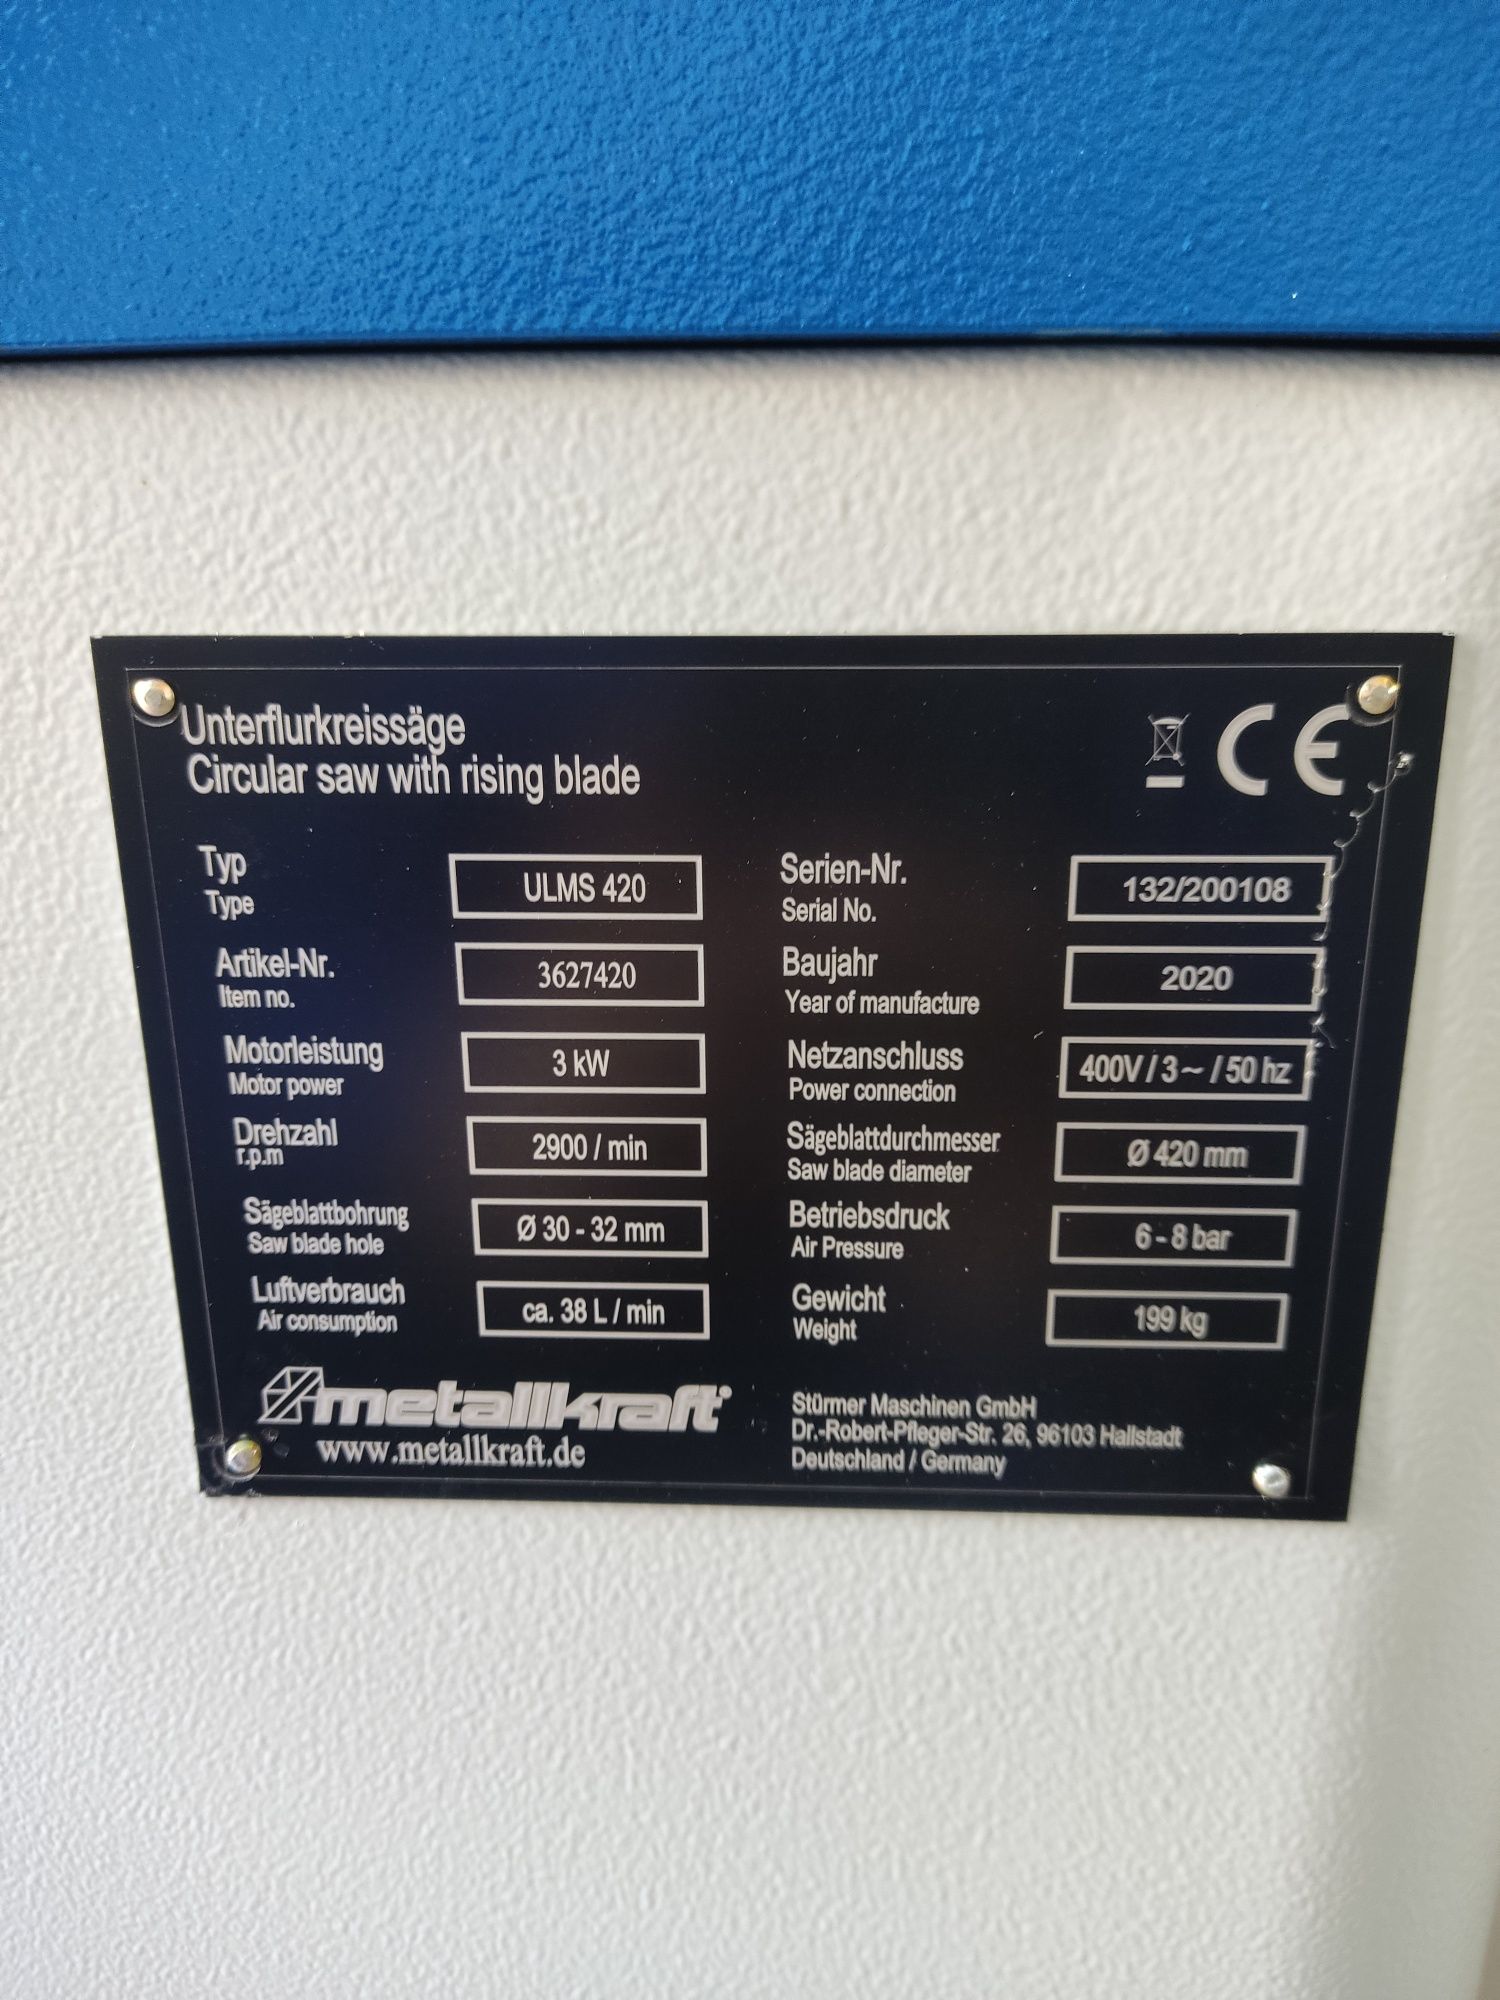 Unterflurkreissäge
Circular saw with rising blade
CE
Typ
Type
ULMS 420
Serien-Nr.
Serial No.
132/200108
Artikel-Nr.
Item no.
3627420
Baujahr
Year of manufacture
2020
Motorleistung
Motor power
3 kW
Netzanschluss
Power connection
400V / 3 ~ / 50 hz
Drehzahl
r.p.m
2900 / min
Sägeblattdurchmesser
Saw blade diameter
Ø 420 mm
Sägeblattbohrung
Saw blade hole
Ø 30 - 32 mm
Betriebsdruck
Air Pressure
6 - 8 bar
Luftverbrauch
Air consumption
ca. 38 L / min
Gewicht
Weight
199 kg
metallkraft®
www.metallkraft.de
Stürmer Maschinen GmbH
Dr.-Robert-Pfleger-Str. 26, 96103 Hallstadt
Deutschland / Germany